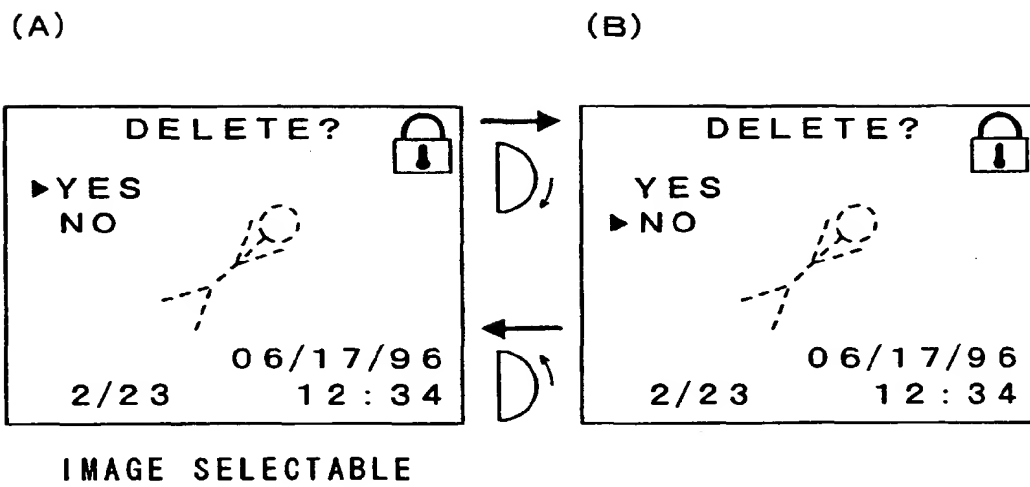 (A)
(B)
DELETE?
▶YES
NO
06/17/96
2/23 12:34
DELETE?
YES
▶NO
06/17/96
2/23 12:34
IMAGE SELECTABLE